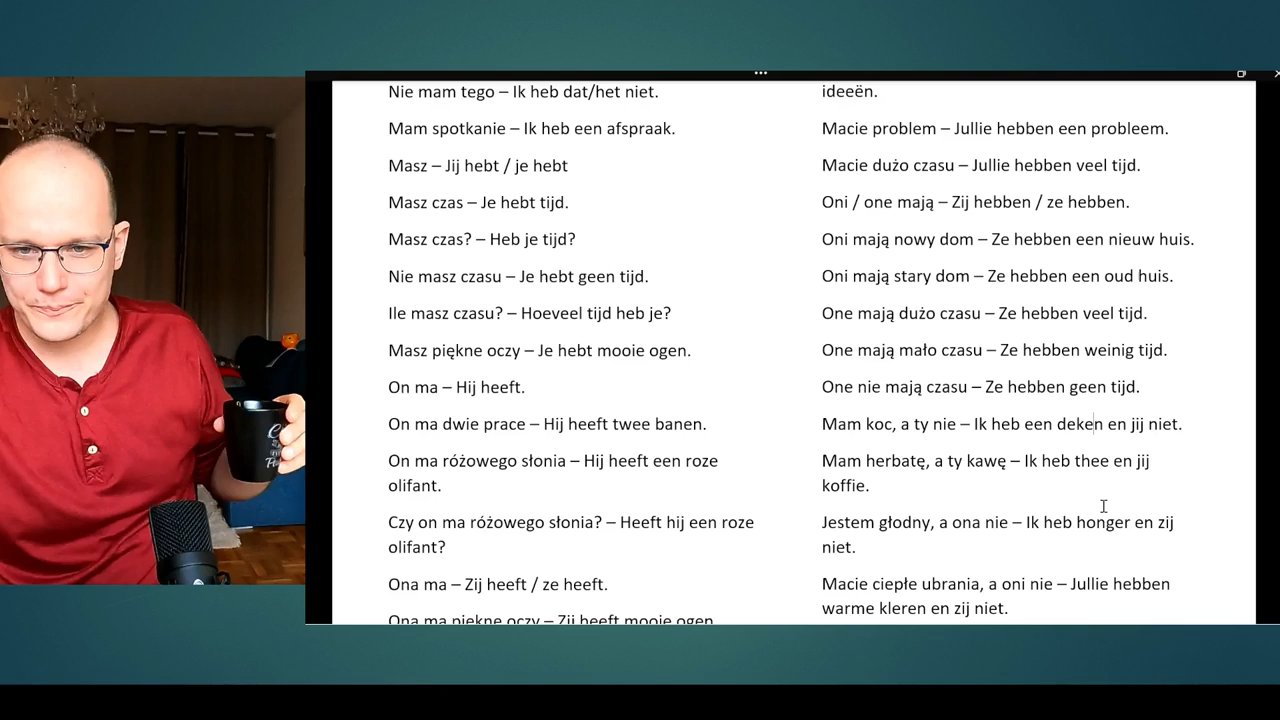 Nie mam tego – Ik heb dat/het niet.
Mam spotkanie – Ik heb een afspraak.
Masz – Jij hebt / je hebt
Masz czas – Je hebt tijd.
Masz czas? – Heb je tijd?
Nie masz czasu – Je hebt geen tijd.
Ile masz czasu? – Hoeveel tijd heb je?
Masz piękne oczy – Je hebt mooie ogen.
On ma – Hij heeft.
On ma dwie prace – Hij heeft twee banen.
On ma różowego słonia – Hij heeft een roze
olifant.
Czy on ma różowego słonia? – Heeft hij een roze
olifant?
Ona ma – Zij heeft / ze heeft.
Ona ma piękne oczy – Zij heeft mooie ogen
ideeën.
Macie problem – Jullie hebben een probleem.
Macie dużo czasu – Jullie hebben veel tijd.
Oni / one mają – Zij hebben / ze hebben.
Oni mają nowy dom – Ze hebben een nieuw huis.
Oni mają stary dom – Ze hebben een oud huis.
One mają dużo czasu – Ze hebben veel tijd.
One mają mało czasu – Ze hebben weinig tijd.
One nie mają czasu – Ze hebben geen tijd.
Mam koc, a ty nie – Ik heb een deken en jij niet.
Mam herbatę, a ty kawę – Ik heb thee en jij
koffie.
Jestem głodny, a ona nie – Ik heb honger en zij
niet.
Macie ciepłe ubrania, a oni nie – Jullie hebben
warme kleren en zij niet.